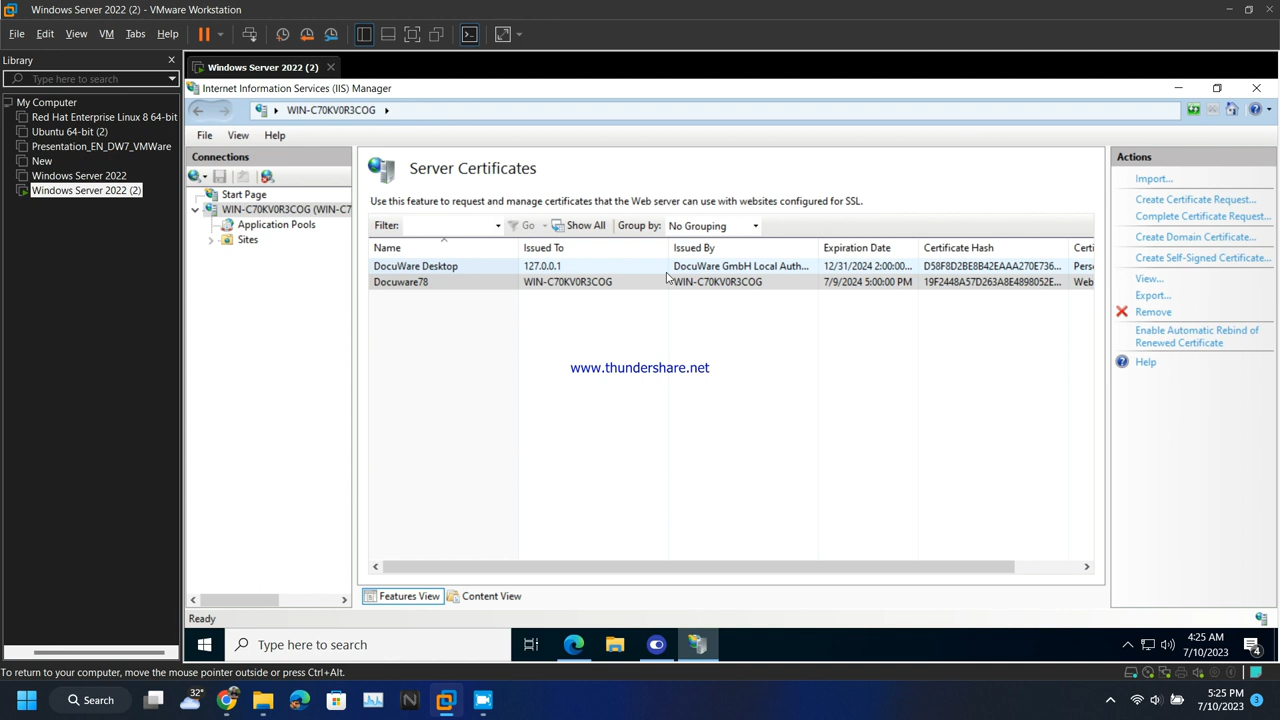 Windows Server 2022 (2) - VMware Workstation
File Edit View VM Tabs Help
Library
Type here to search
My Computer
Red Hat Enterprise Linux 8 64-bit
Ubuntu 64-bit (2)
Presentation_EN_DW7_VMWare
New
Windows Server 2022
Windows Server 2022 (2)
Windows Server 2022 (2)
Internet Information Services (IIS) Manager
WIN-C70KV0R3COG
File View Help
Connections
Start Page
WIN-C70KV0R3COG (WIN-C7
Application Pools
Sites
Server Certificates
Use this feature to request and manage certificates that the Web server can use with websites configured for SSL.
Filter: Go Show All Group by: No Grouping
Name Issued To Issued By Expiration Date Certificate Hash Certi
DocuWare Desktop 127.0.0.1 DocuWare GmbH Local Auth... 12/31/2024 2:00:00... D58F8D2BE8B42EAAA270E736... Pers
Docuware78 WIN-C70KV0R3COG WIN-C70KV0R3COG 7/9/2024 5:00:00 PM 19F2448A57D263A8E4898052E... Web
www.thundershare.net
Features View Content View
Actions
Import...
Create Certificate Request...
Complete Certificate Request...
Create Domain Certificate...
Create Self-Signed Certificate...
View...
Export...
Remove
Enable Automatic Rebind of
Renewed Certificate
Help
Ready
Type here to search
4:25 AM
7/10/2023
4
To return to your computer, move the mouse pointer outside or press Ctrl+Alt.
32°
Search
5:25 PM
7/10/2023
3